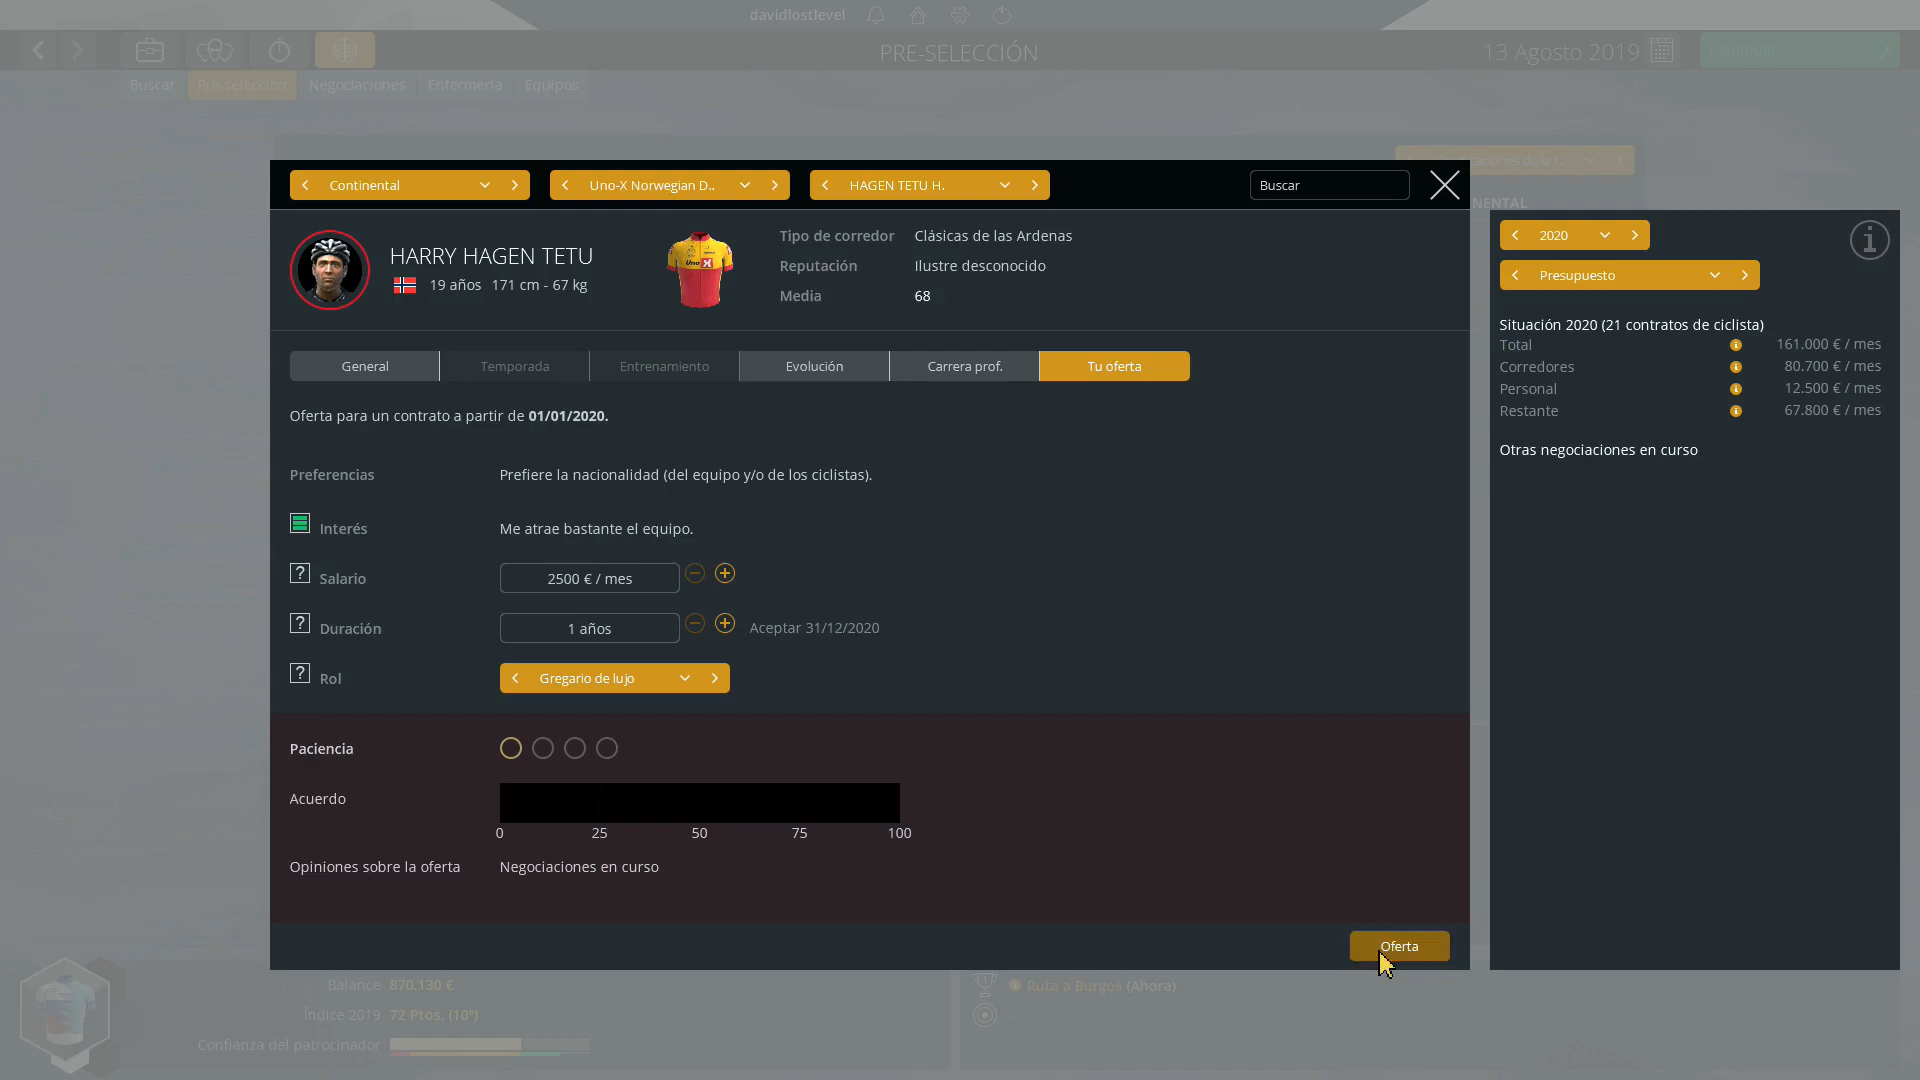 davidlostlevel
PRE-SELECCIÓN
13 Agosto 2019
Continuar
Buscar
Pre-selección
Negociaciones
Enfermería
Equipos
Continental
Uno-X Norwegian D..
HAGEN TETU H.
Buscar
NENTAL
HARRY HAGEN TETU
19 años 171 cm - 67 kg
Uno X
Tipo de corredor Clásicas de las Ardenas
Reputación Ilustre desconocido
Media 68
General
Temporada
Entrenamiento
Evolución
Carrera prof.
Tu oferta
Oferta para un contrato a partir de 01/01/2020.
Preferencias Prefiere la nacionalidad (del equipo y/o de los ciclistas).
Interés Me atrae bastante el equipo.
? Salario 2500 € / mes
? Duración 1 años Aceptar 31/12/2020
? Rol Gregario de lujo
Paciencia
Acuerdo
0 25 50 75 100
Opiniones sobre la oferta Negociaciones en curso
Oferta
2020
Presupuesto
Situación 2020 (21 contratos de ciclista)
Total 161.000 € / mes
Corredores 80.700 € / mes
Personal 12.500 € / mes
Restante 67.800 € / mes
Otras negociaciones en curso
Balance 870.130 €
Índice 2019 72 Ptos. (10º)
Confianza del patrocinador
Ruta a Burgos (Ahora)
-